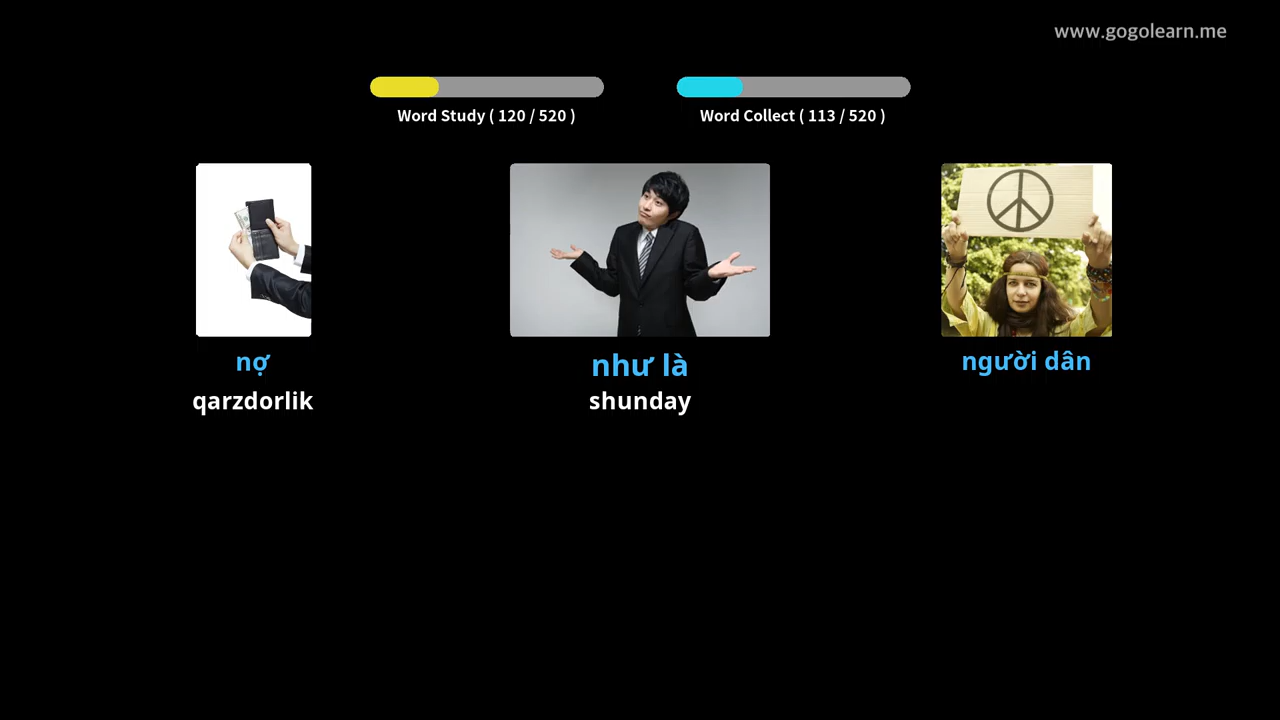 www.gogolearn.me
Word Study ( 120 / 520 )
Word Collect ( 113 / 520 )
nợ
qarzdorlik
như là
shunday
người dân